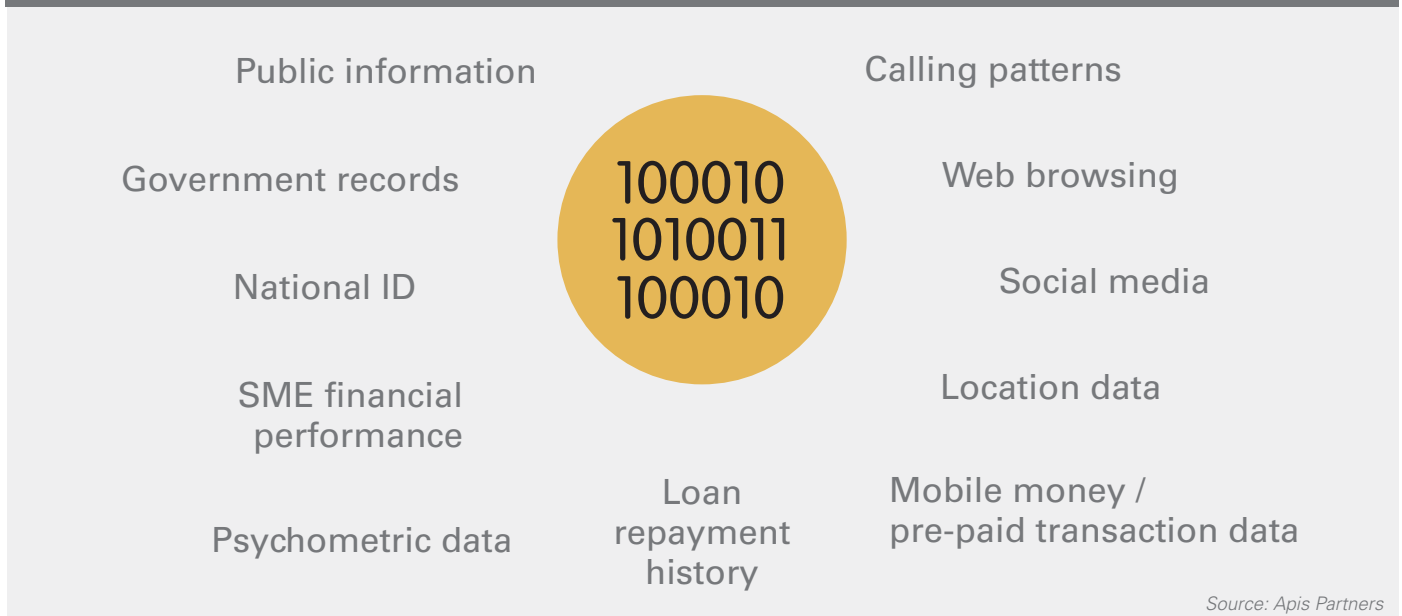 Public information
Calling patterns
Government records
Web browsing
National ID
Social media
SME financial
performance
Location data
Psychometric data
Loan
repayment
history
Mobile money /
pre-paid transaction data
100010
1010011
100010
Source: Apis Partners